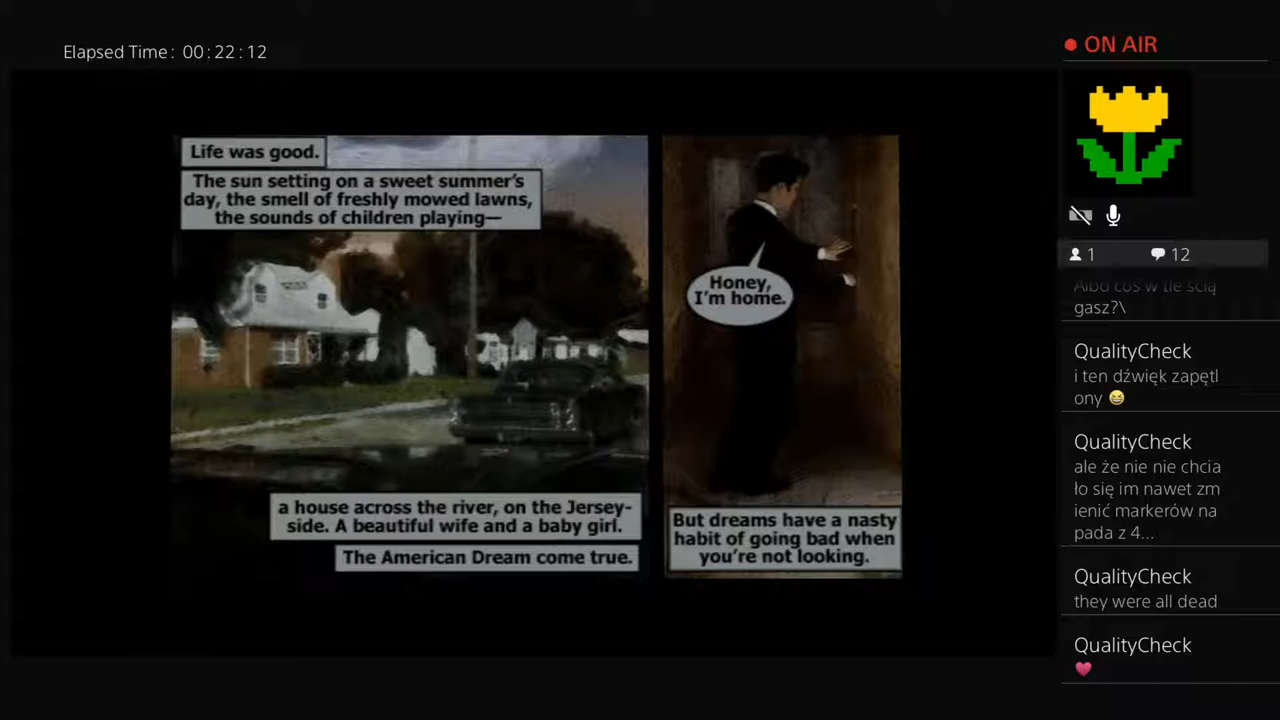 Elapsed Time: 00:22:12
ON AIR
Life was good.
The sun setting on a sweet summer's
day, the smell of freshly mowed lawns,
the sounds of children playing—
a house across the river, on the Jersey-
side. A beautiful wife and a baby girl.
The American Dream come true.
Honey,
I'm home.
But dreams have a nasty
habit of going bad when
you're not looking.
1
12
Albo coś w tle ścią
gasz?\
QualityCheck
i ten dźwięk zapętl
ony 😆
QualityCheck
ale że nie nie chcia
ło się im nawet zm
ienić markerów na
pada z 4...
QualityCheck
they were all dead
QualityCheck
💗